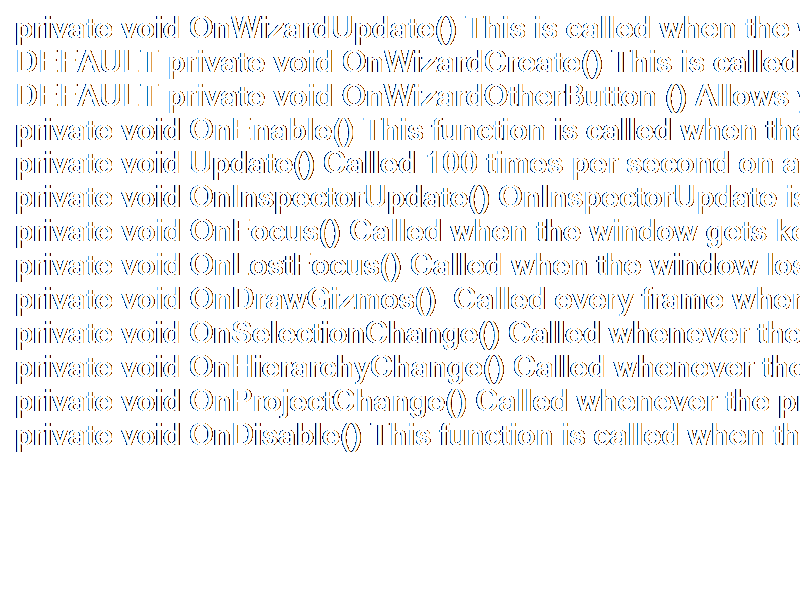 private void OnWizardUpdate() This is called when the
DEFAULT private void OnWizardCreate() This is called
DEFAULT private void OnWizardOtherButton () Allows
private void OnEnable() This function is called when the
private void Update() Called 100 times per second on a
private void OnInspectorUpdate() OnInspectorUpdate is
private void OnFocus() Called when the window gets ke
private void OnLostFocus() Called when the window los
private void OnDrawGizmos()  Called every frame when
private void OnSelectionChange() Called whenever the
private void OnHierarchyChange() Called whenever the
private void OnProjectChange() Called whenever the pr
private void OnDisable() This function is called when th